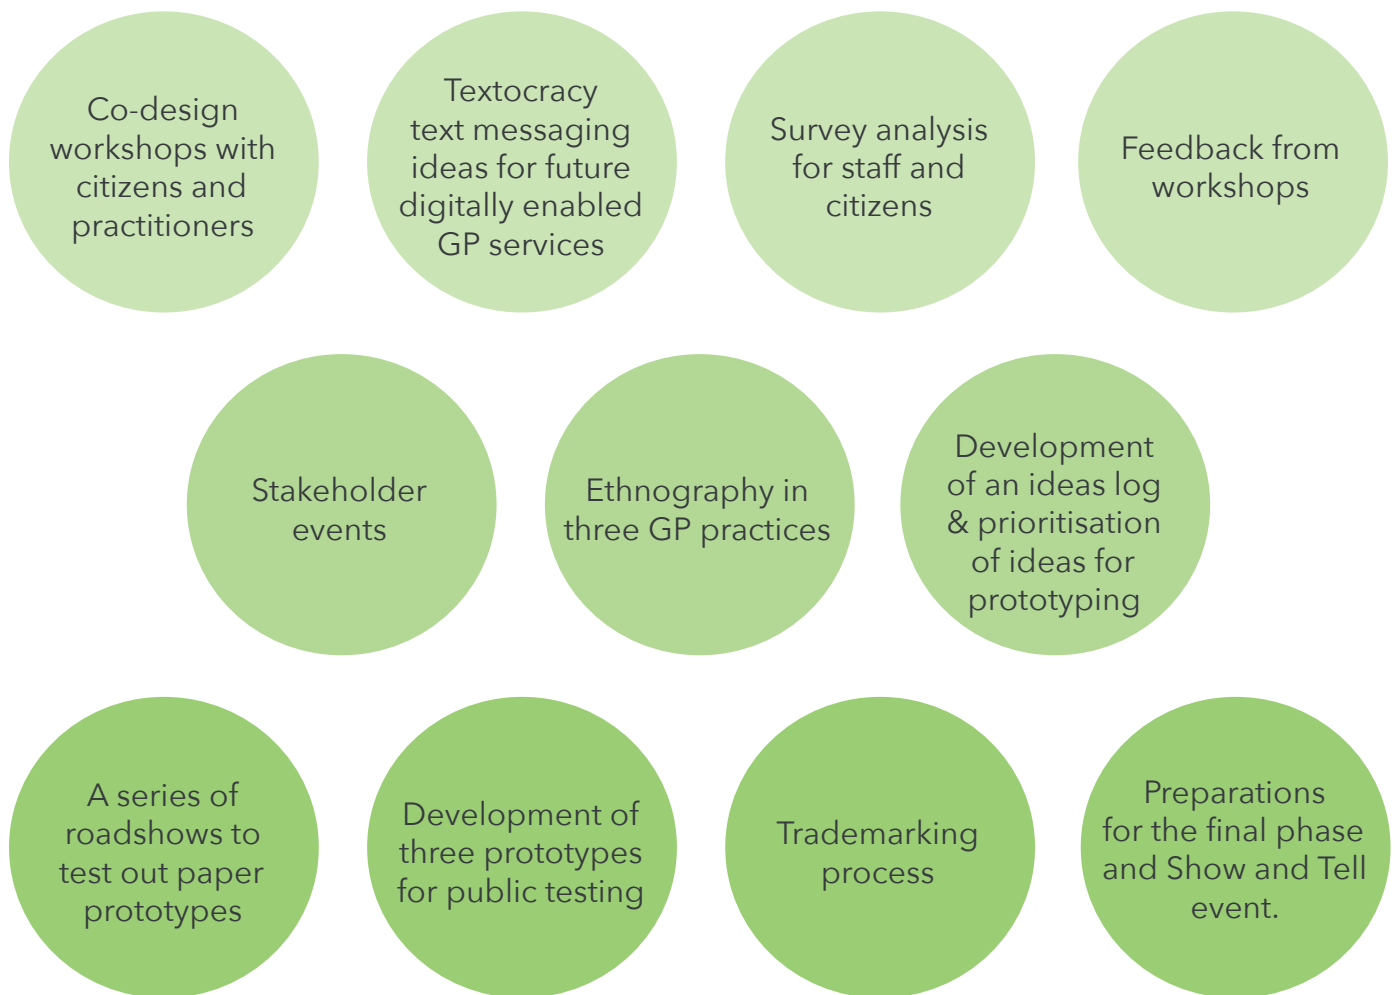 Co-design
workshops with
citizens and
practitioners
Textocracy
text messaging
ideas for future
digitally enabled
GP services
Survey analysis
for staff and
citizens
Feedback from
workshops
Stakeholder
events
Ethnography in
three GP practices
Development
of an ideas log
& prioritisation
of ideas for
prototyping
A series of
roadshows to
test out paper
prototypes
Development of
three prototypes
for public testing
Trademarking
process
Preparations
for the final phase
and Show and Tell
event.